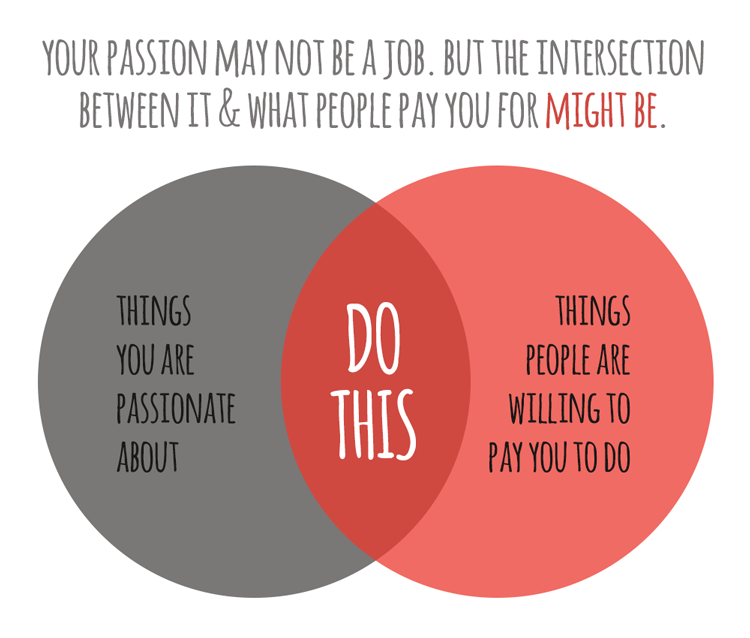 YOUR PASSION MAY NOT BE A JOB. BUT THE INTERSECTION
BETWEEN IT & WHAT PEOPLE PAY YOU FOR MIGHT BE.
THINGS
YOU ARE
PASSIONATE
ABOUT
DO
THIS
THINGS
PEOPLE ARE
WILLING TO
PAY YOU TO DO